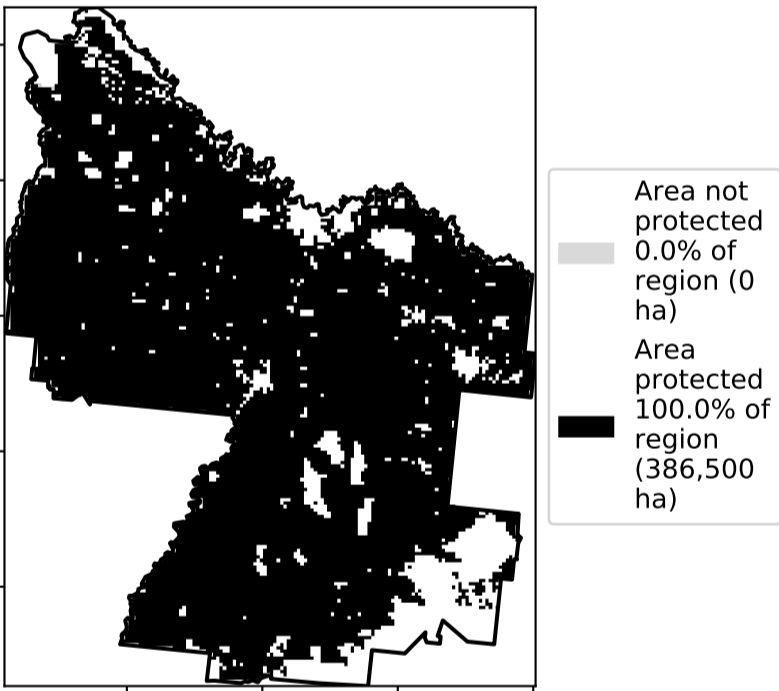 Area not
protected
0.0% of
region (0
ha)
Area
protected
100.0% of
region
(386,500
ha)